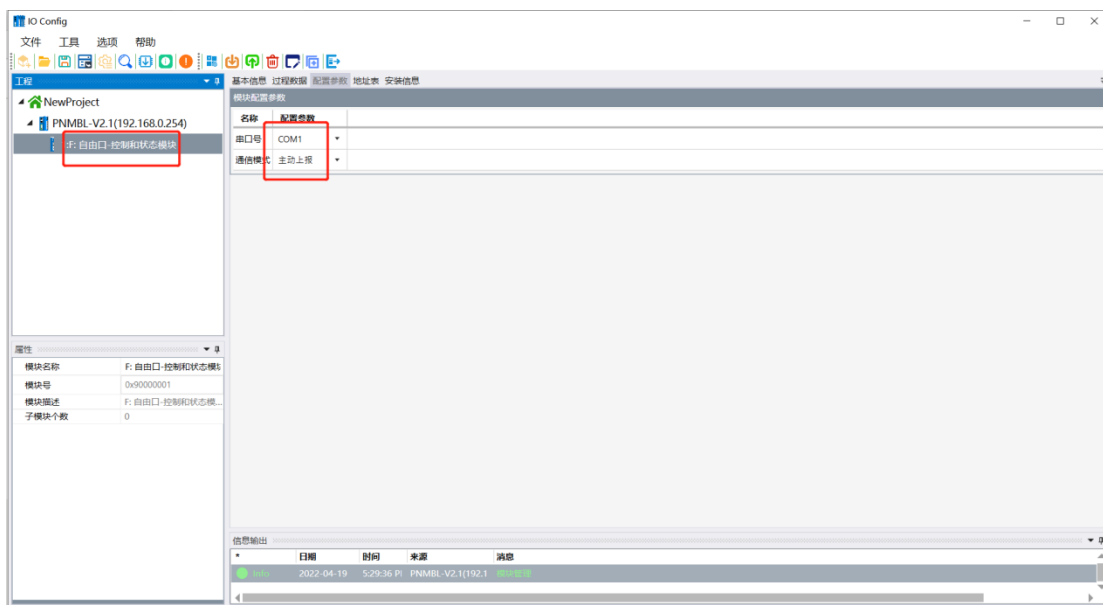 IO Config
文件 工具 选项 帮助
工程
基本信息 过程数据 配置参数 地址表 安装信息
NewProject
模块配置参数
PNMBL-V2.1(192.168.0.254)
名称 配置参数
F: 自由口-控制和状态模块
串口号 COM1
通信模式 主动上报
属性
模块名称 F: 自由口-控制和状态模块
模块号 0x90000001
模块描述 F: 自由口-控制和状态模...
子模块个数 0
信息输出
* 日期 时间 来源 消息
Info 2022-04-19 5:29:36 PI PNMBL-V2.1(192.1 模块管理